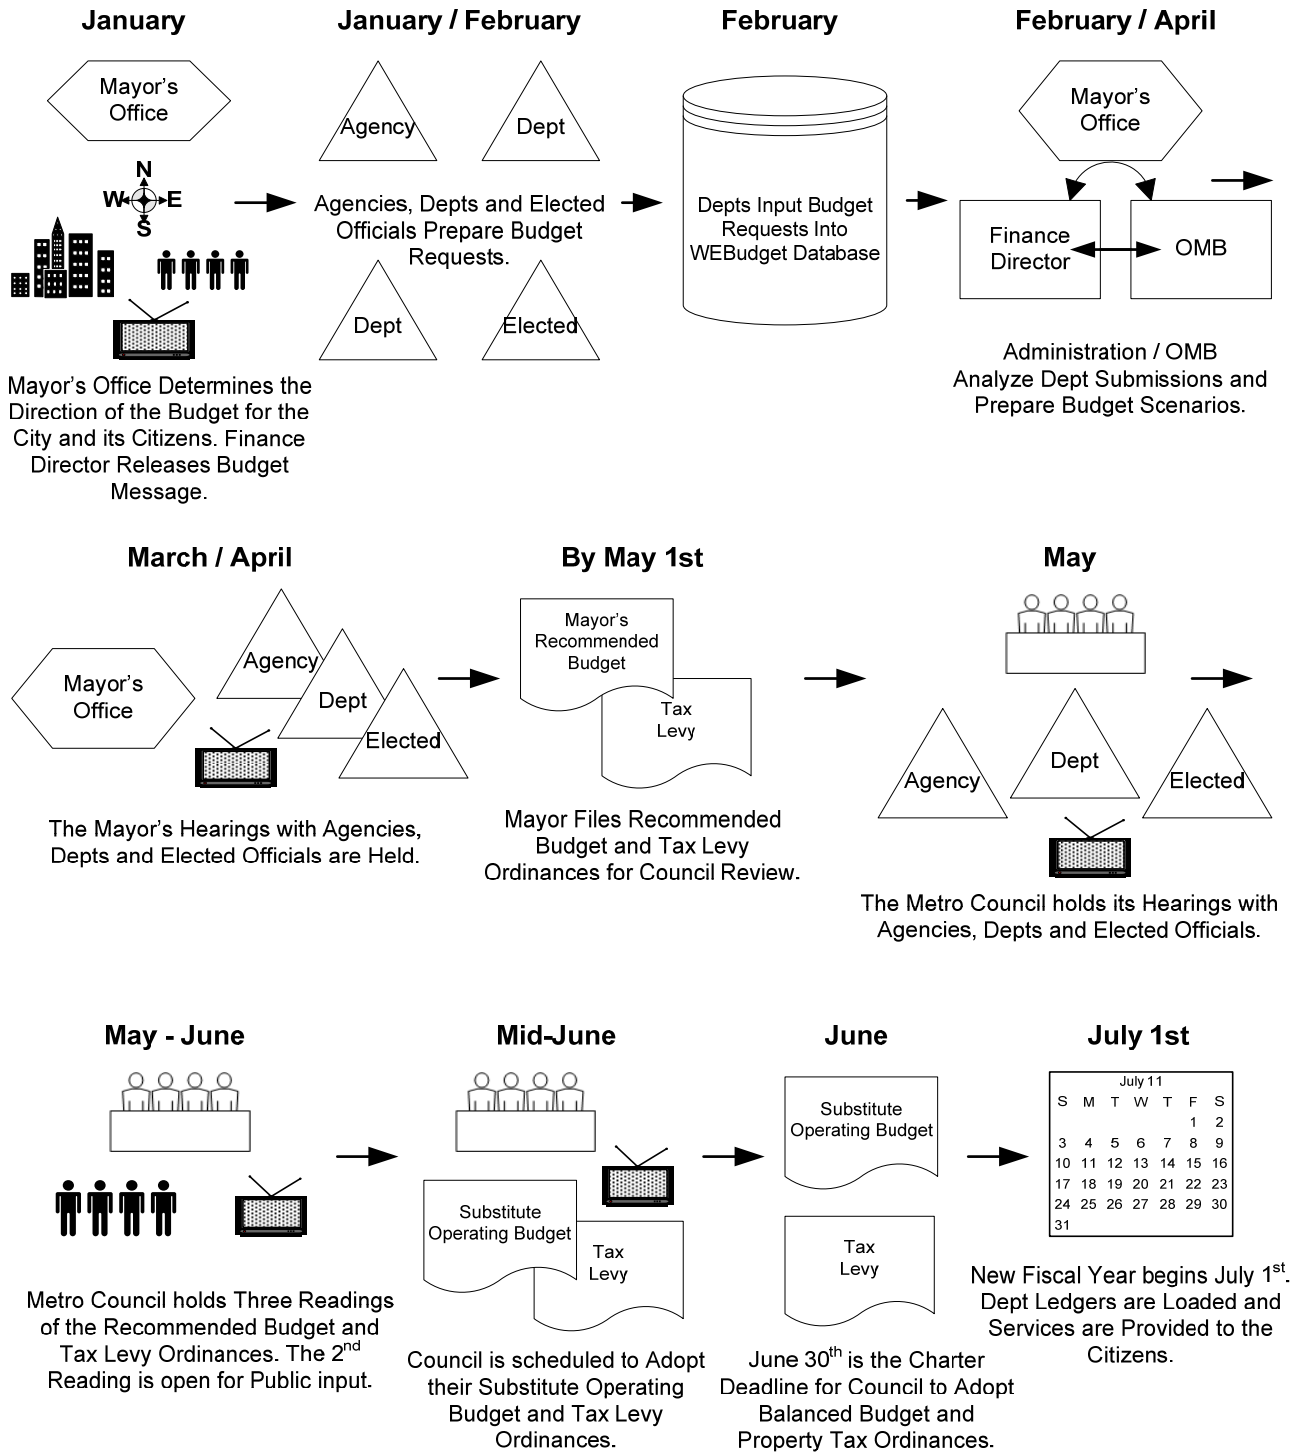 January
Mayor's
Office
N
W E
S
Mayor's Office Determines the
Direction of the Budget for the
City and its Citizens. Finance
Director Releases Budget
Message.
January / February
Agency
Dept
Agencies, Depts and Elected
Officials Prepare Budget
Requests.
Dept
Elected
February
Depts Input Budget
Requests Into
WEBudget Database
February / April
Mayor's
Office
Finance
Director
OMB
Administration / OMB
Analyze Dept Submissions and
Prepare Budget Scenarios.
March / April
Mayor's
Office
Agency
Dept
Elected
The Mayor's Hearings with Agencies,
Depts and Elected Officials are Held.
By May 1st
Mayor's
Recommended
Budget
Tax
Levy
Mayor Files Recommended
Budget and Tax Levy
Ordinances for Council Review.
May
Agency
Dept
Elected
The Metro Council holds its Hearings with
Agencies, Depts and Elected Officials.
May - June
Metro Council holds Three Readings
of the Recommended Budget and
Tax Levy Ordinances. The 2nd
Reading is open for Public input.
Mid-June
Substitute
Operating Budget
Tax
Levy
Council is scheduled to Adopt
their Substitute Operating
Budget and Tax Levy
Ordinances.
June
Substitute
Operating Budget
Tax
Levy
June 30th is the Charter
Deadline for Council to Adopt
Balanced Budget and
Property Tax Ordinances.
July 1st
July 11
S M T W T F S
1 2
3 4 5 6 7 8 9
10 11 12 13 14 15 16
17 18 19 20 21 22 23
24 25 26 27 28 29 30
31
New Fiscal Year begins July 1st.
Dept Ledgers are Loaded and
Services are Provided to the
Citizens.